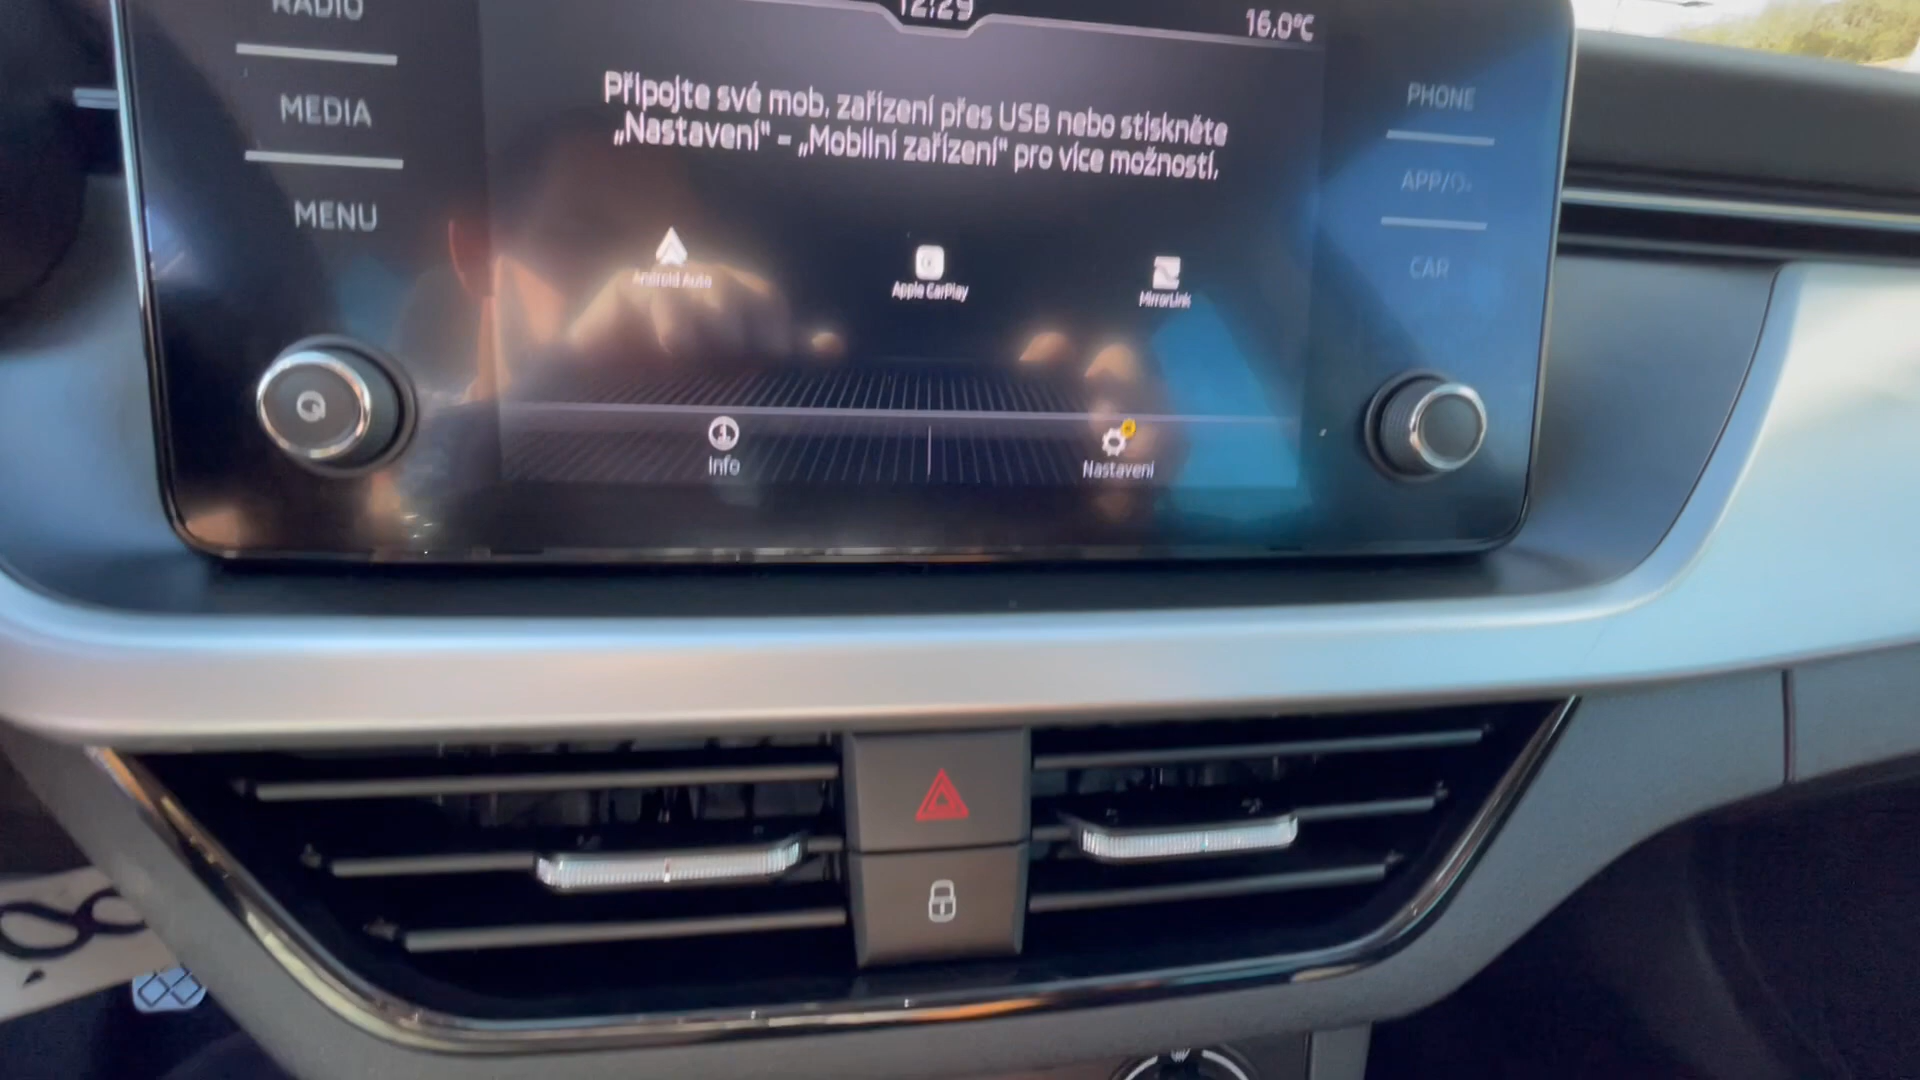 RADIO
MEDIA
MENU
12:29
16,0°C
Připojte své mob. zařízení přes USB nebo stiskněte
„Nastavení" - „Mobilní zařízení" pro více možností.
Android Auto
Apple CarPlay
MirrorLink
Info
Nastavení
PHONE
APP/
CAR